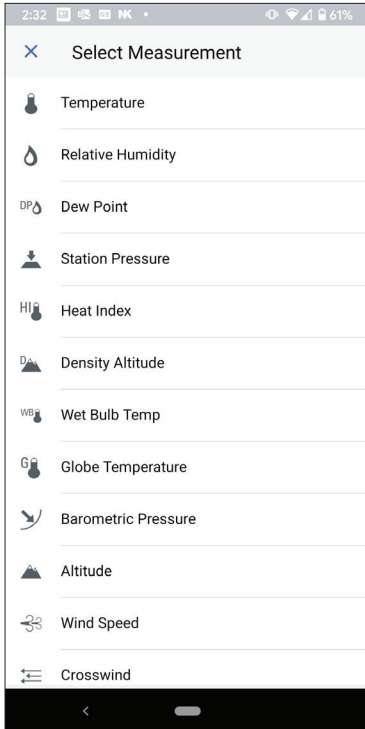 2:32 NK 61%
Select Measurement
Temperature
Relative Humidity
DP Dew Point
Station Pressure
HI Heat Index
D Density Altitude
WB Wet Bulb Temp
G Globe Temperature
Barometric Pressure
Altitude
Wind Speed
Crosswind